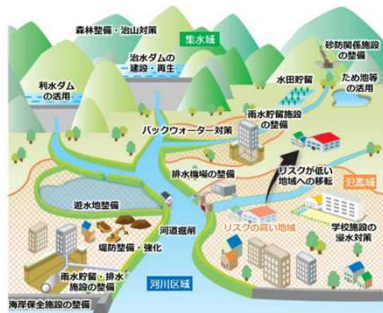 森林整備・治山対策
集水域
砂防関係施設
の整備
治水ダムの
建設・再生
利水ダム
の活用
水田貯留
ため池等
の活用
雨水貯留施設
の整備
バックウォーター対策
排水機場の整備
リスクが低い
地域への移転
氾濫域
遊水地整備
河道掘削
リスクの高い地域
学校施設の
浸水対策
堤防整備・強化
雨水貯留・排水
施設の整備
河川区域
海岸保全施設の整備